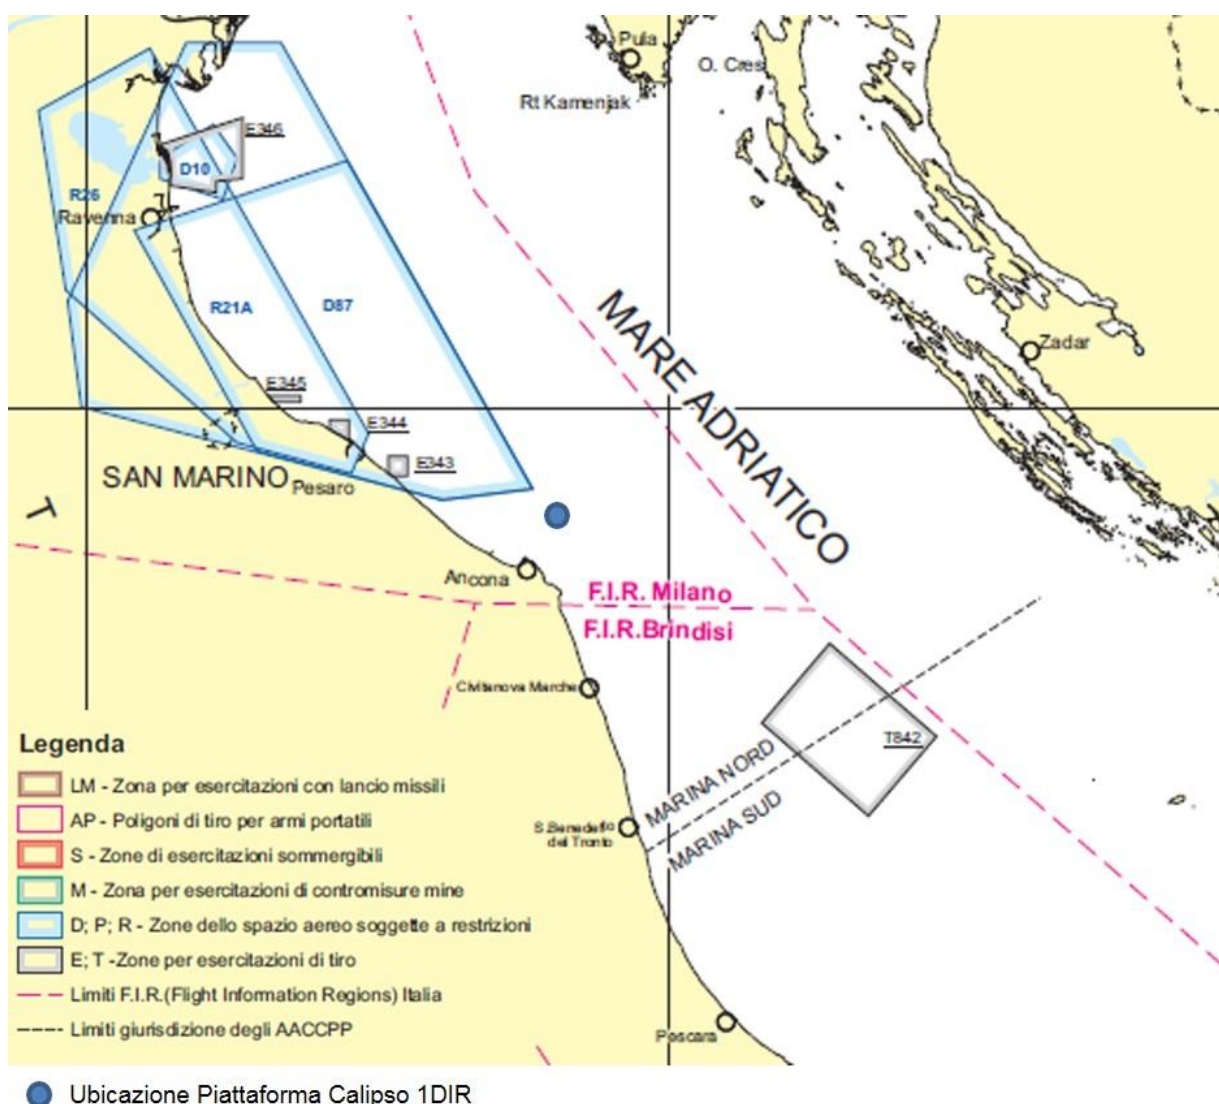 Pula
O. Cres
Rt Kamenjak
E346
D10
R26
Ravenna
R21A
D87
MARE ADRIATICO
Zadar
E345
E344
E343
SAN MARINO
Pesaro
T
Ancona
F.I.R. Milano
F.I.R.Brindisi
Civitanova Marche
T842
MARINA NORD
MARINA SUD
S.Benedetto
del Tronto
Pescara
Legenda
LM - Zona per esercitazioni con lancio missili
AP - Poligoni di tiro per armi portatili
S - Zone di esercitazioni sommergibili
M - Zona per esercitazioni di contromisure mine
D; P; R - Zone dello spazio aereo soggette a restrizioni
E; T -Zone per esercitazioni di tiro
Limiti F.I.R.(Flight Information Regions) Italia
Limiti giurisdizione degli AACCPP
Ubicazione Piattaforma Calipso 1DIR